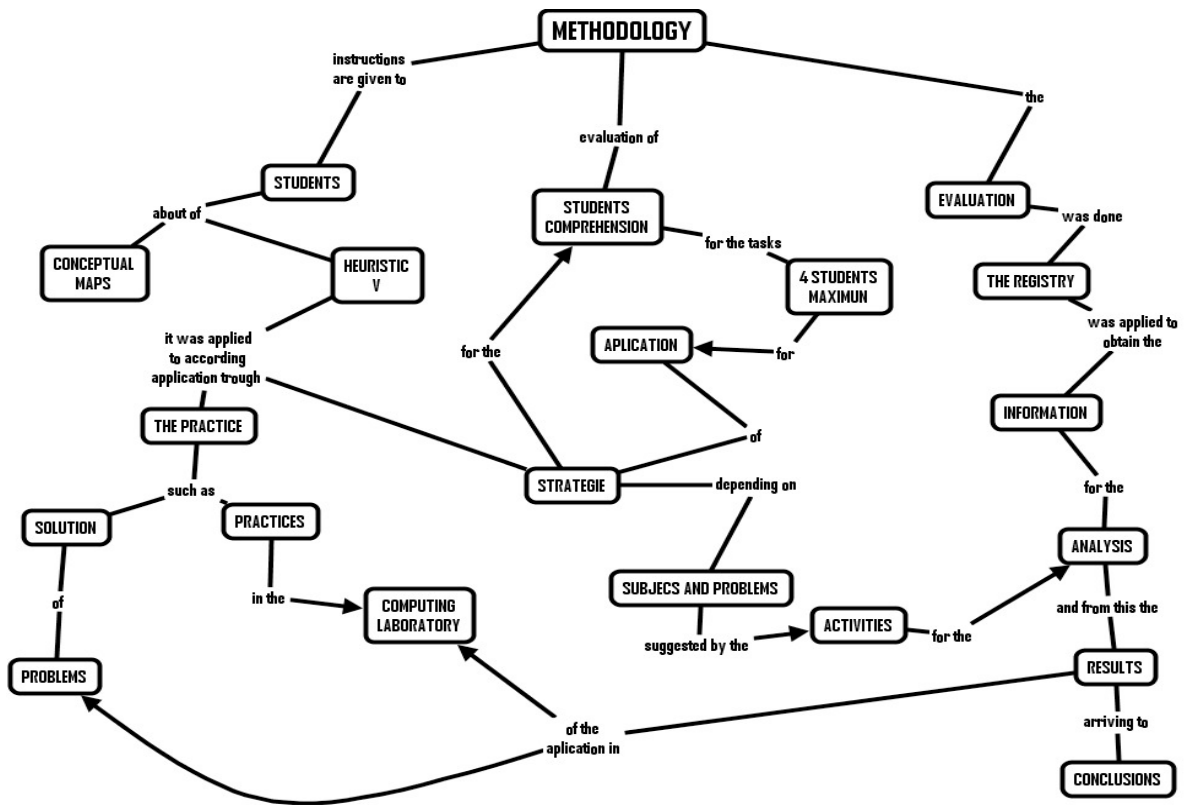 METHODOLOGY
instructions
are given to
the
evaluation of
STUDENTS
EVALUATION
about of
STUDENTS
COMPREHENSION
was done
for the tasks
CONCEPTUAL
MAPS
HEURISTIC
V
4 STUDENTS
MAXIMUN
THE REGISTRY
it was applied
to according
application trough
for the
APLICATION
for
was applied to
obtain the
THE PRACTICE
INFORMATION
of
such as
STRATEGIE
depending on
for the
SOLUTION
PRACTICES
ANALYSIS
of
in the
COMPUTING
LABORATORY
SUBJECS AND PROBLEMS
and from this the
suggested by the
ACTIVITIES
for the
PROBLEMS
RESULTS
of the
aplication in
arriving to
CONCLUSIONS